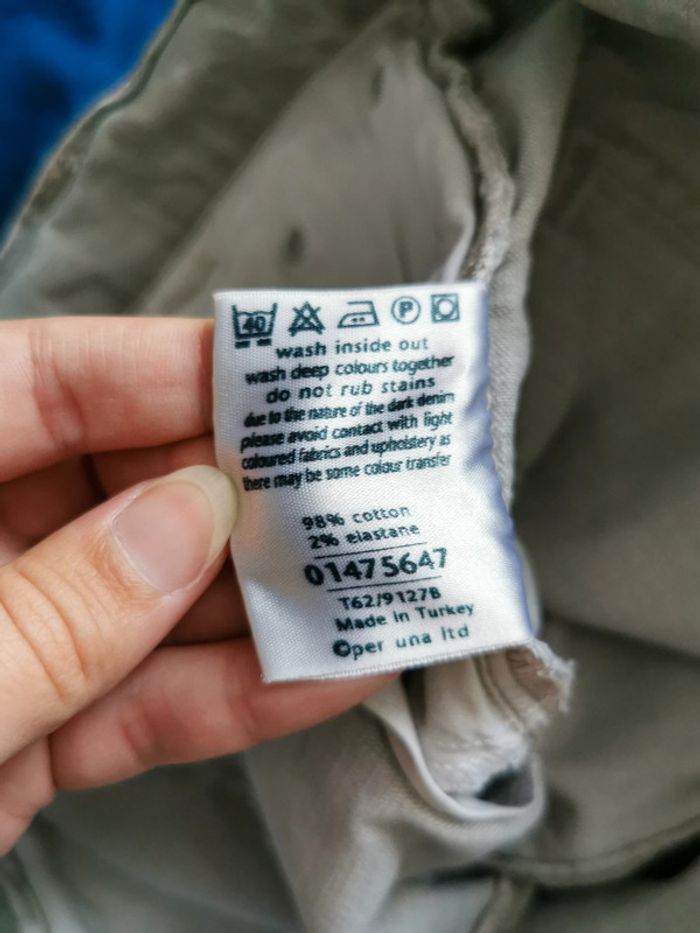 40 P
wash inside out
wash deep colours together
do not rub stains
due to the nature of the dark denim
please avoid contact with light
coloured fabrics and upholstery as
there may be some colour transfer
98% cotton
2% elastane
01475647
T62/9127B
Made in Turkey
©per una ltd